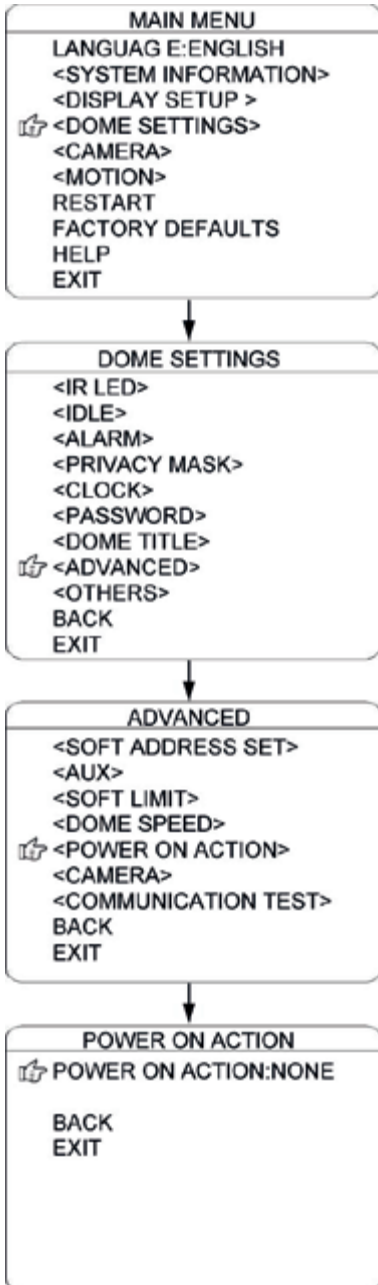 MAIN MENU
LANGUAG E:ENGLISH
<SYSTEM INFORMATION>
<DISPLAY SETUP >
<DOME SETTINGS>
<CAMERA>
<MOTION>
RESTART
FACTORY DEFAULTS
HELP
EXIT
DOME SETTINGS
<IR LED>
<IDLE>
<ALARM>
<PRIVACY MASK>
<CLOCK>
<PASSWORD>
<DOME TITLE>
<ADVANCED>
<OTHERS>
BACK
EXIT
ADVANCED
<SOFT ADDRESS SET>
<AUX>
<SOFT LIMIT>
<DOME SPEED>
<POWER ON ACTION>
<CAMERA>
<COMMUNICATION TEST>
BACK
EXIT
POWER ON ACTION
POWER ON ACTION:NONE
BACK
EXIT